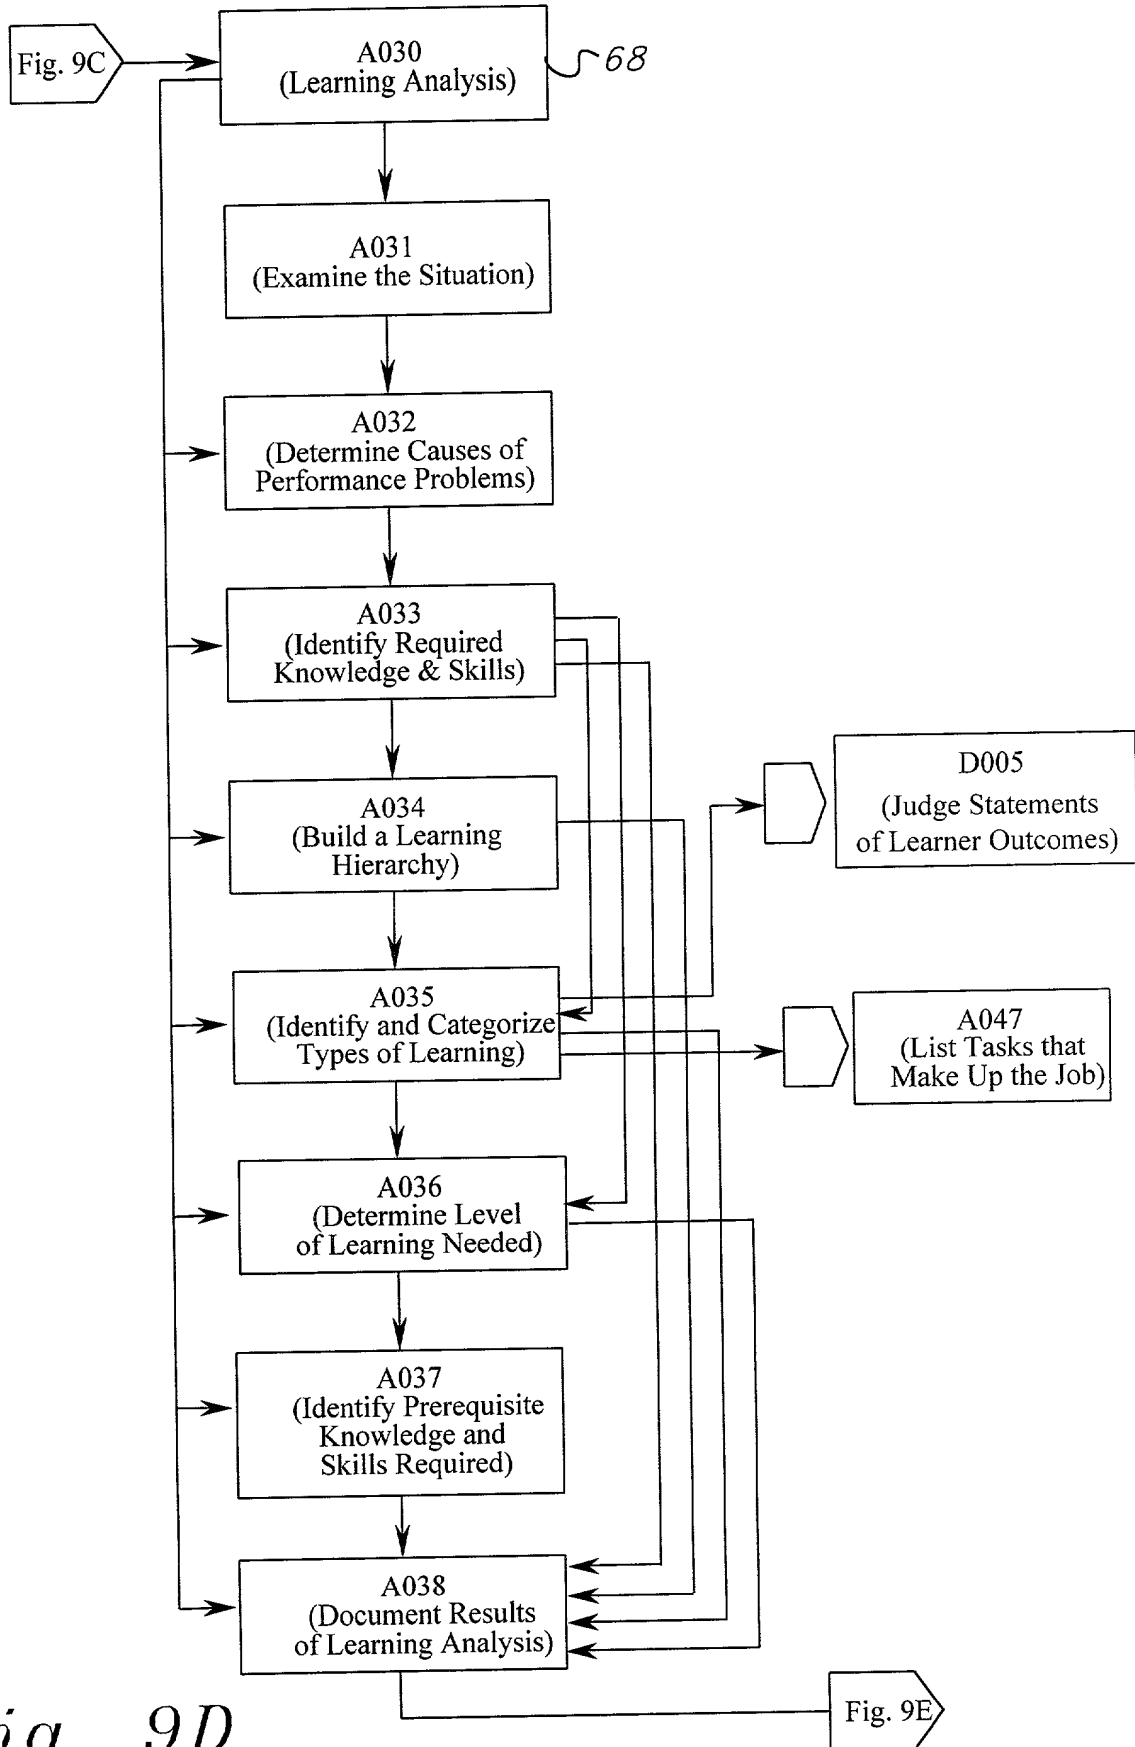 Fig. 9C
A030
(Learning Analysis)
68
A031
(Examine the Situation)
A032
(Determine Causes of
Performance Problems)
A033
(Identify Required
Knowledge & Skills)
A034
(Build a Learning
Hierarchy)
D005
(Judge Statements
of Learner Outcomes)
A035
(Identify and Categorize
Types of Learning)
A047
(List Tasks that
Make Up the Job)
A036
(Determine Level
of Learning Needed)
A037
(Identify Prerequisite
Knowledge and
Skills Required)
A038
(Document Results
of Learning Analysis)
Fig. 9E
9D